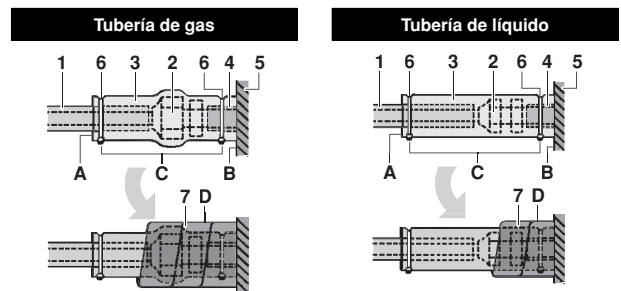 Tubería de gas
1 6 3 2 6 4 5
A C B
7 D
Tubería de líquido
1 6 3 6 2 4 5
A C B
7 D